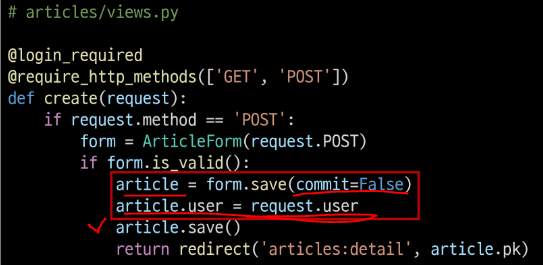 # articles/views.py
@login_required
@require_http_methods(['GET', 'POST'])
def create(request):
    if request.method == 'POST':
        form = ArticleForm(request.POST)
        if form.is_valid():
            article = form.save(commit=False)
            article.user = request.user
            article.save()
            return redirect('articles:detail', article.pk)